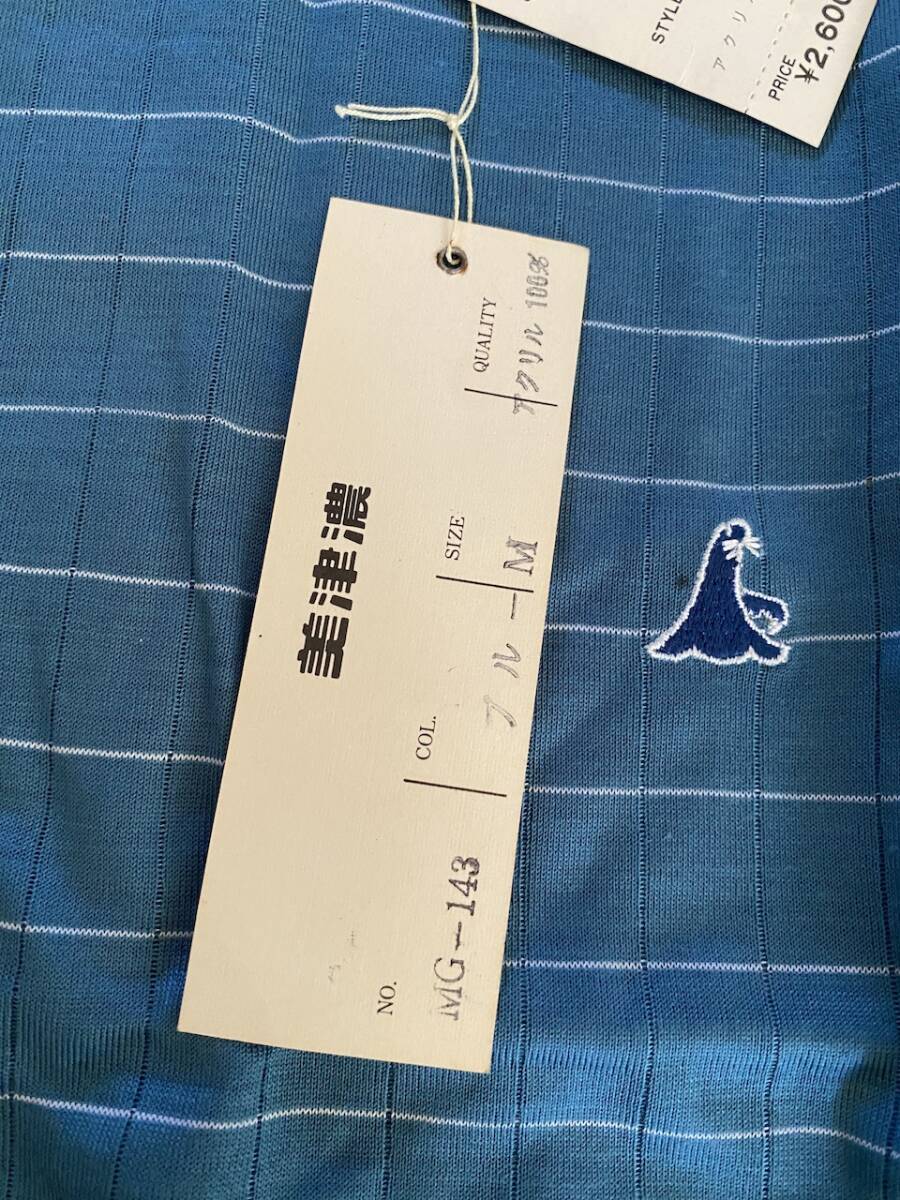 STYLE
アクリ
PRICE
¥2,600
美津濃
NO. COL. SIZE QUALITY
MG-143 ブルー M アクリル 100%